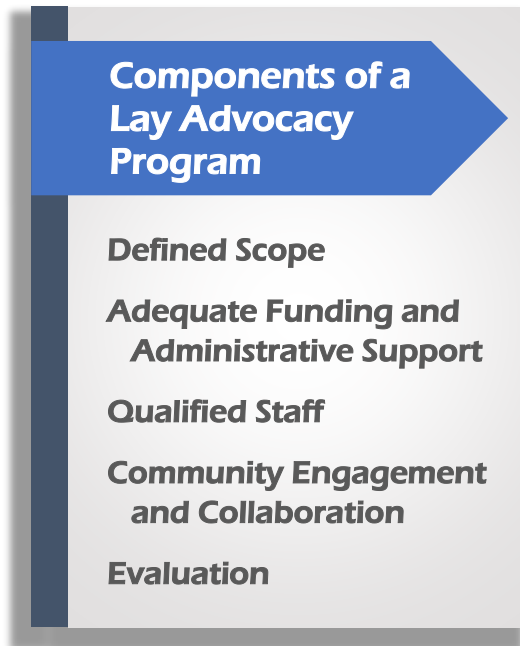 Components of a
Lay Advocacy
Program
Defined Scope
Adequate Funding and
Administrative Support
Qualified Staff
Community Engagement
and Collaboration
Evaluation